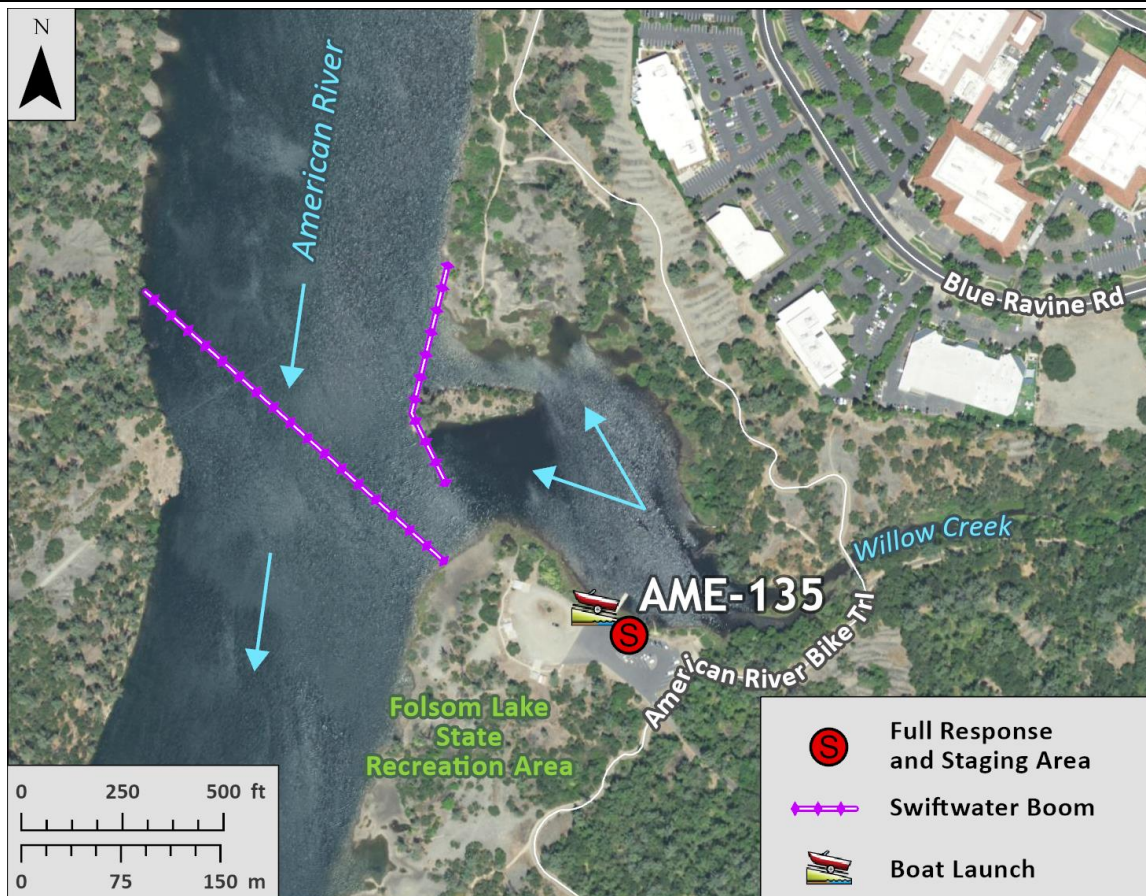 N
American River
Blue Ravine Rd
Willow Creek
AME-135
S
American River Bike Trl
Folsom Lake
State
Recreation Area
0 250 500 ft
0 75 150 m
S
Full Response
and Staging Area
Swiftwater Boom
Boat Launch